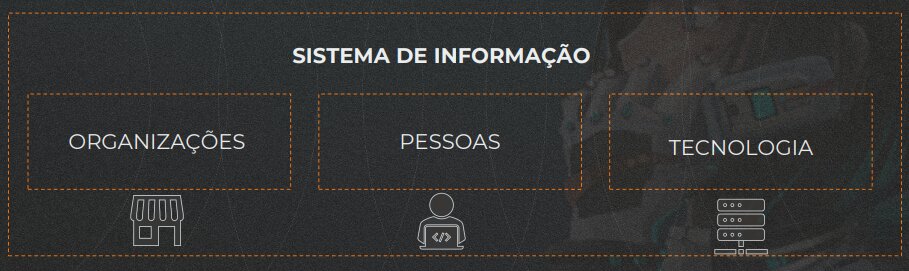 SISTEMA DE INFORMAÇÃO
ORGANIZAÇÕES
PESSOAS
TECNOLOGIA
</>